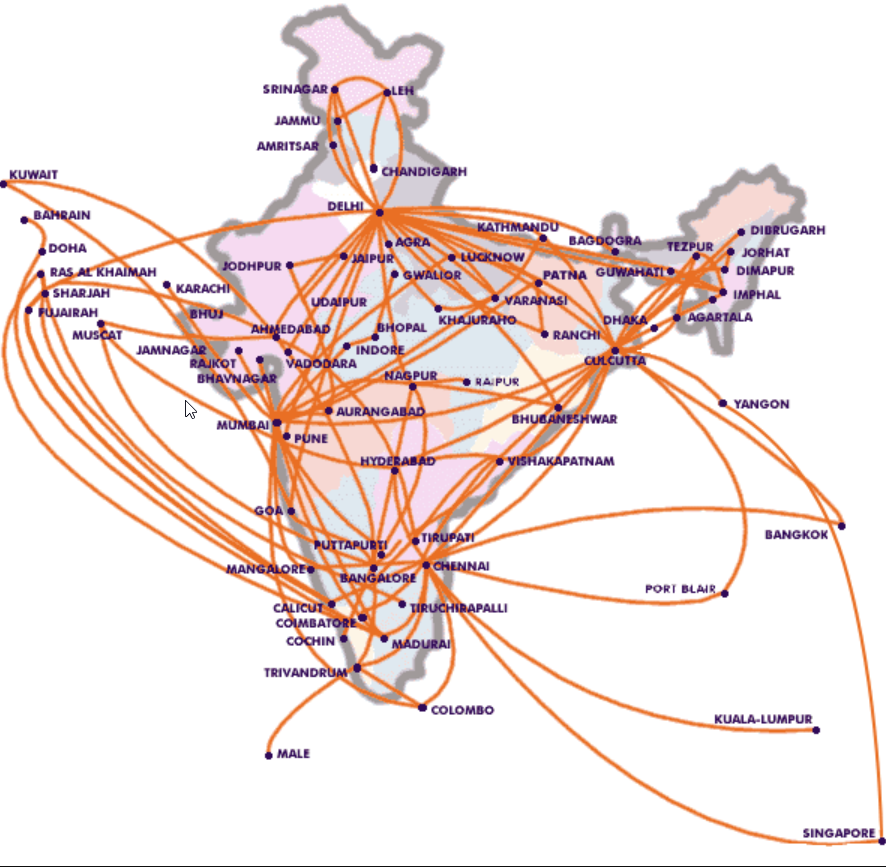 SRINAGAR
LEH
JAMMU
AMRITSAR
CHANDIGARH
KUWAIT
DELHI
BAHRAIN
KATHMANDU
DIBRUGARH
BAGDOGRA
AGRA
TEZPUR
DOHA
JORHAT
LUCKNOW
JAIPUR
JODHPUR
RAS AL KHAIMAH
GUWAHATI
DIMAPUR
GWALIOR
PATNA
KARACHI
SHARJAH
IMPHAL
UDAIPUR
VARANASI
FUJAIRAH
BHUJ
KHAJURAHO
DHAKA
AGARTALA
AHMEDABAD
BHOPAL
MUSCAT
RANCHI
JAMNAGAR
INDORE
CULCUTTA
RAJKOT
VADODARA
NAGPUR
BHAVNAGAR
RAIPUR
YANGON
AURANGABAD
BHUBANESHWAR
MUMBAI
PUNE
HYDERABAD
VISHAKAPATNAM
GOA
BANGKOK
TIRUPATI
PUTTAPURTI
CHENNAI
MANGALORE
BANGALORE
PORT BLAIR
CALICUT
TIRUCHIRAPALLI
COIMBATORE
COCHIN
MADURAI
TRIVANDRUM
COLOMBO
KUALA-LUMPUR
MALE
SINGAPORE